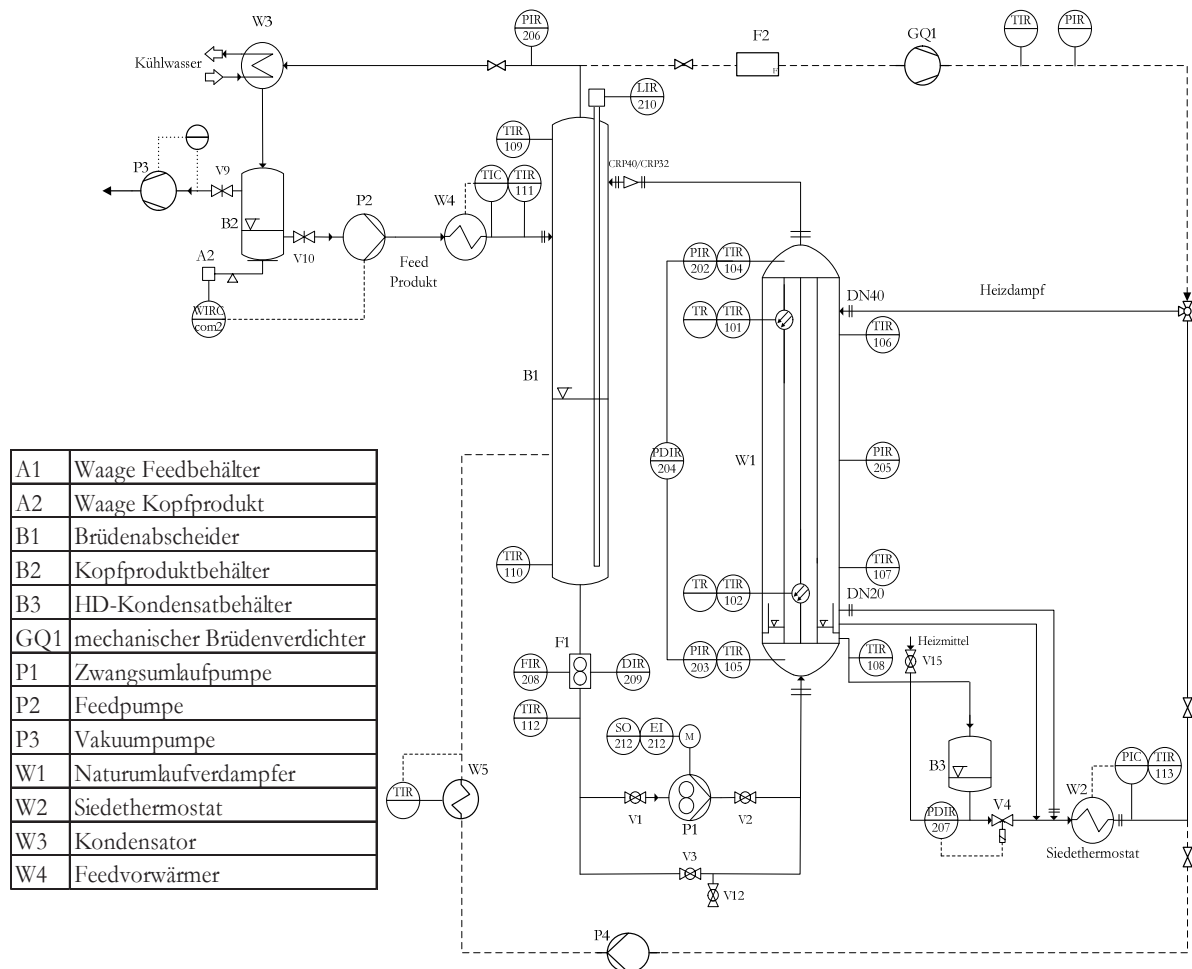 W3
PIR
206
F2
F
GQ1
TIR
PIR
Kühlwasser
LIR
210
TIR
109
CRP40/CRP32
P3
V9
B2
V10
P2
W4
TIC
TIR
111
Feed
Produkt
A2
WIRC
com2
PIR
202
TIR
104
TR
TIR
101
DN40
Heizdampf
TIR
106
B1
PDIR
204
W1
PIR
205
TIR
110
TR
TIR
102
TIR
107
DN20
PIR
203
TIR
105
TIR
108
Heizmittel
V15
F1
FIR
208
DIR
209
TIR
112
SO
212
EI
212
M
P1
V1
V2
V3
V12
B3
PDIR
207
V4
W2
PIC
TIR
113
Siedethermostat
TIR
W5
P4
A1 Waage Feedbehälter
A2 Waage Kopfprodukt
B1 Brüdenabscheider
B2 Kopfproduktbehälter
B3 HD-Kondensatbehälter
GQ1 mechanischer Brüdenverdichter
P1 Zwangsumlaufpumpe
P2 Feedpumpe
P3 Vakuumpumpe
W1 Naturumlaufverdampfer
W2 Siedethermostat
W3 Kondensator
W4 Feedvorwärmer